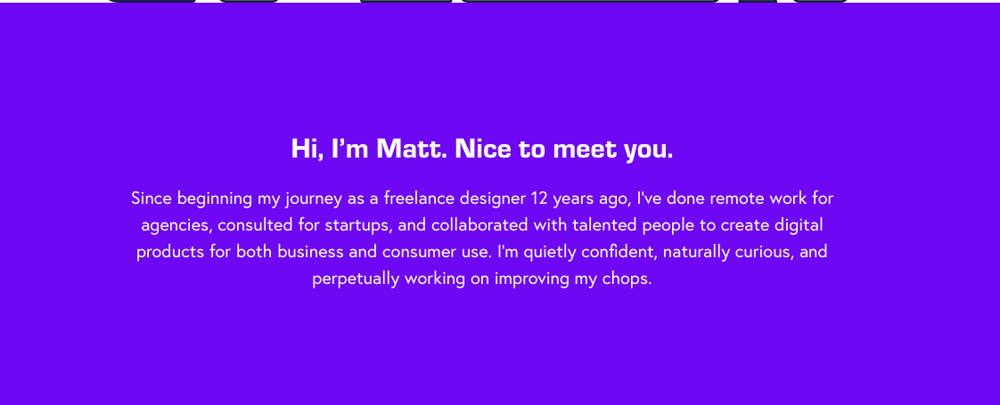 Hi, I’m Matt. Nice to meet you.
Since beginning my journey as a freelance designer 12 years ago, I've done remote work for
agencies, consulted for startups, and collaborated with talented people to create digital
products for both business and consumer use. I'm quietly confident, naturally curious, and
perpetually working on improving my chops.